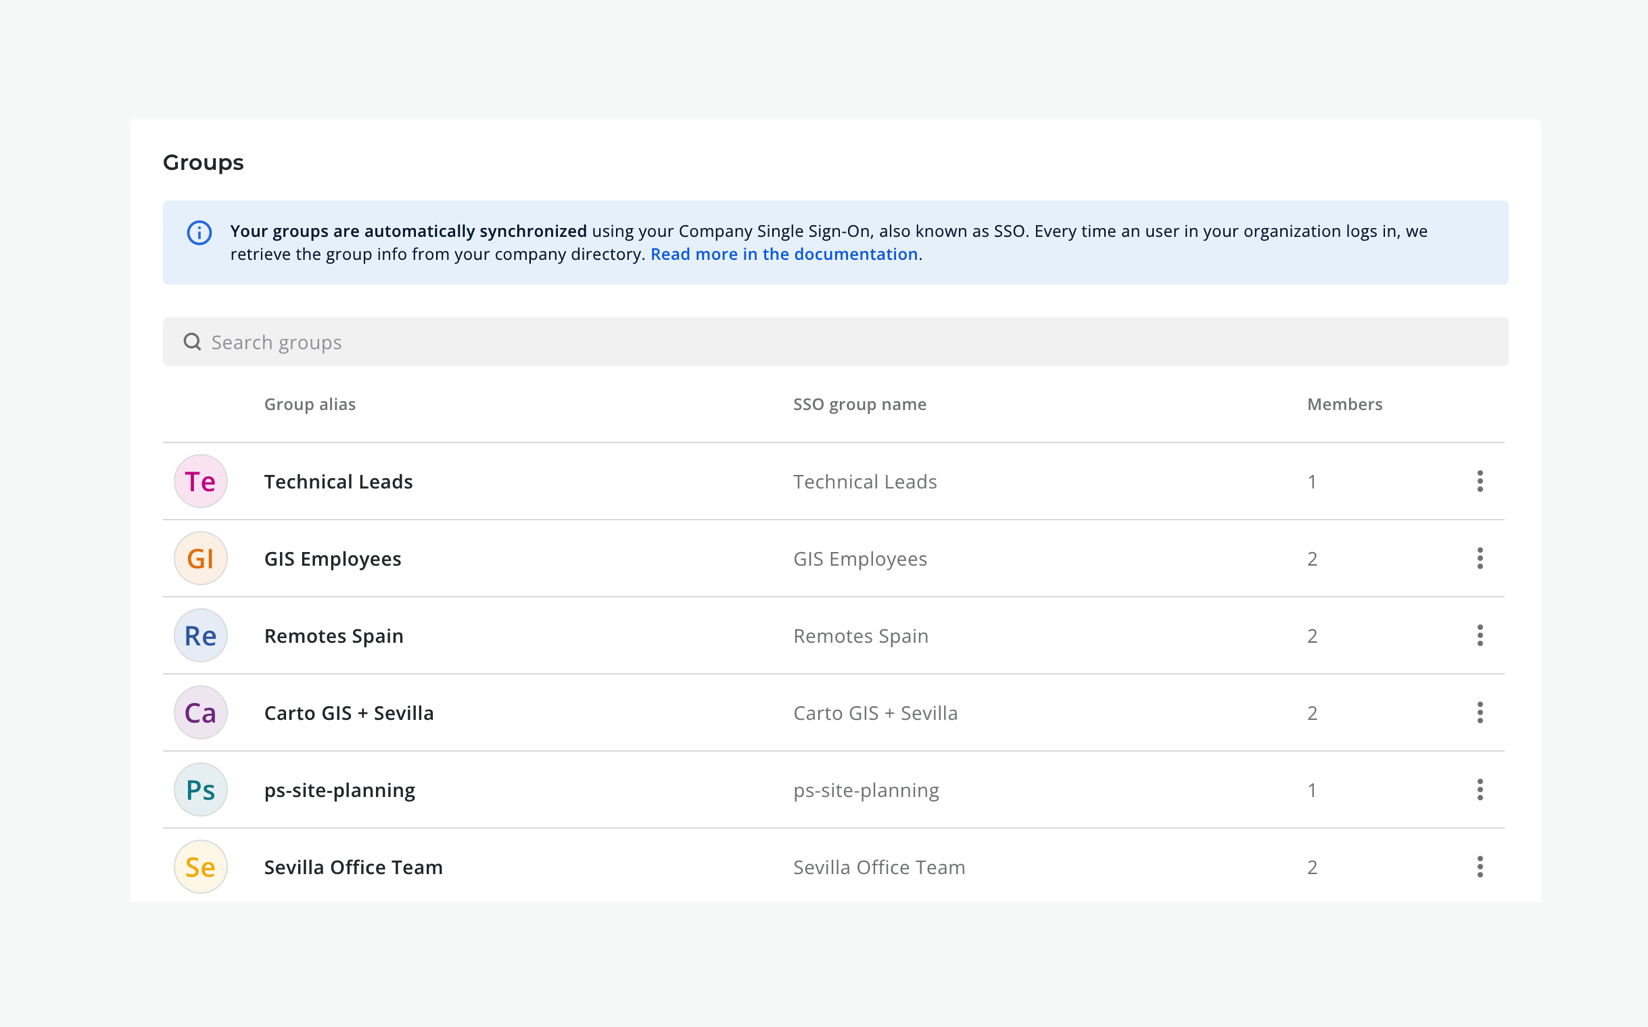 Groups
Your groups are automatically synchronized using your Company Single Sign-On, also known as SSO. Every time an user in your organization logs in, we
retrieve the group info from your company directory. Read more in the documentation.
Search groups
Group alias SSO group name Members
Te Technical Leads Technical Leads 1
GI GIS Employees GIS Employees 2
Re Remotes Spain Remotes Spain 2
Ca Carto GIS + Sevilla Carto GIS + Sevilla 2
Ps ps-site-planning ps-site-planning 1
Se Sevilla Office Team Sevilla Office Team 2